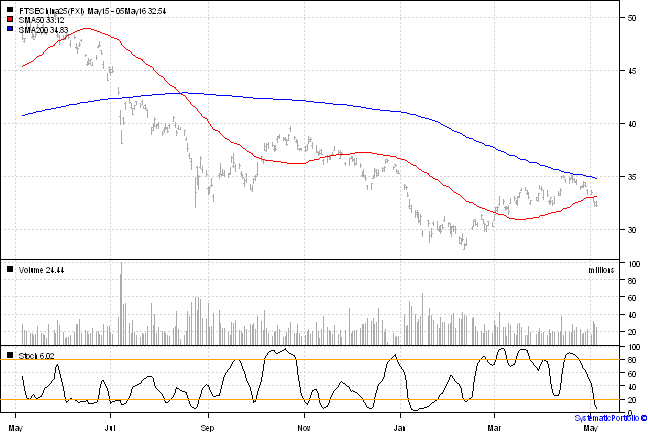 FTSEChina25(FXI) May15 - 05May16 32.54
SMA50 33.12
SMA200 34.83
50
45
40
35
30
Volume 24.44
millions
100
80
60
40
20
Stoch 6.02
100
80
60
40
20
0
May
Jul
Sep
Nov
Jan
Mar
May
SystematicPortfolio ©